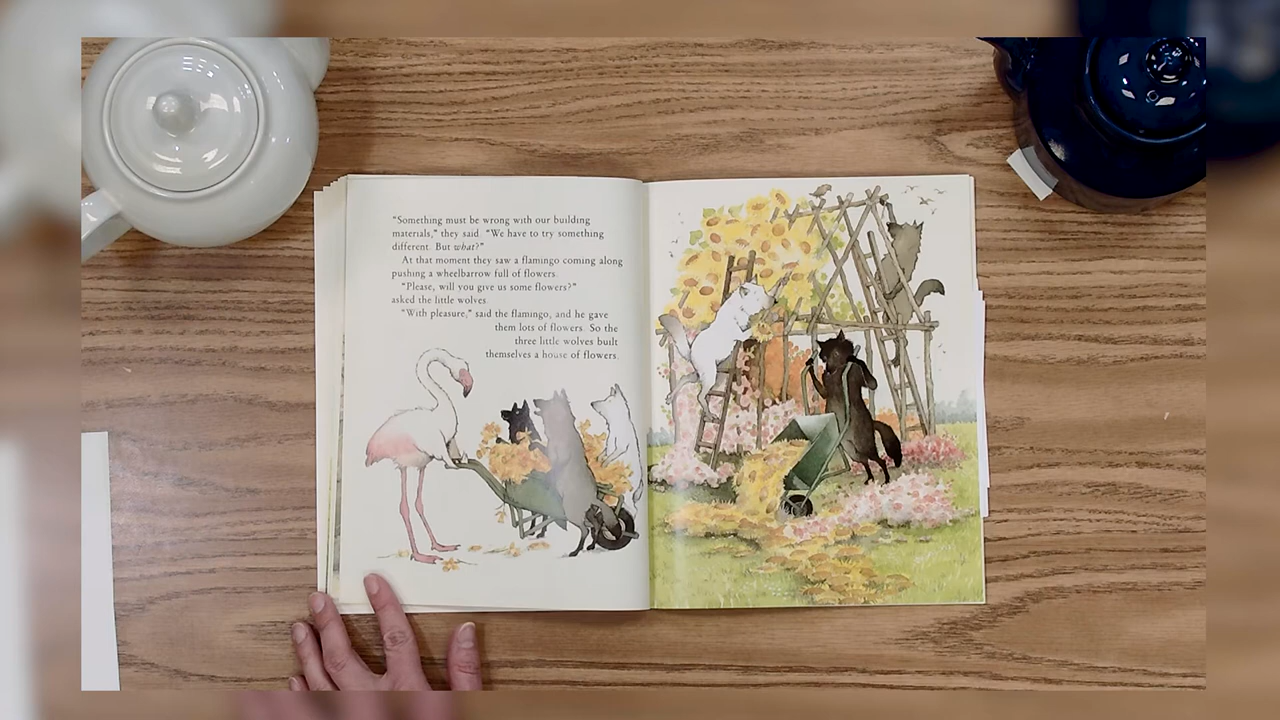 "Something must be wrong with our building
materials," they said. "We have to try something
different. But what?"
At that moment they saw a flamingo coming along
pushing a wheelbarrow full of flowers.
"Please, will you give us some flowers?"
asked the little wolves.
"With pleasure," said the flamingo, and he gave
them lots of flowers. So the
three little wolves built
themselves a house of flowers.